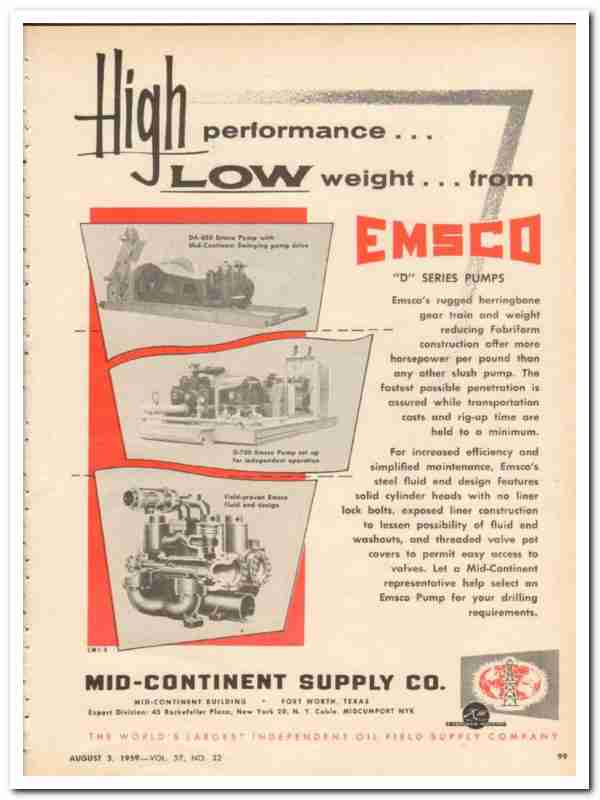 High
performance...
LOW weight...from
EMSCO
"D" SERIES PUMPS
DA-850 Emsco Pump with
Mid-Continent Swinging pump drive
Emsco's rugged herringbone
gear train and weight
reducing Fabriform
construction offer more
horsepower per pound than
any other slush pump. The
fastest possible penetration is
assured while transportation
costs and rig-up time are
held to a minimum.
D-700 Emsco Pump set up
for independent operation
For increased efficiency and
simplified maintenance, Emsco's
steel fluid end design features
solid cylinder heads with no liner
lock bolts, exposed liner construction
to lessen possibility of fluid end
washouts, and threaded valve pot
covers to permit easy access to
valves. Let a Mid-Continent
representative help select an
Emsco Pump for your drilling
requirements.
Field-proven Emsco
fluid end design
MID-CONTINENT SUPPLY CO.
MID-CONTINENT BUILDING • FORT WORTH, TEXAS
Export Division: 45 Rockefeller Plaza, New York 20, N. Y. Cable. MIDCUMPORT NYK
THE WORLD'S LARGEST INDEPENDENT OIL FIELD SUPPLY COMPANY
AUGUST 3, 1959—VOL. 57, NO. 32
99